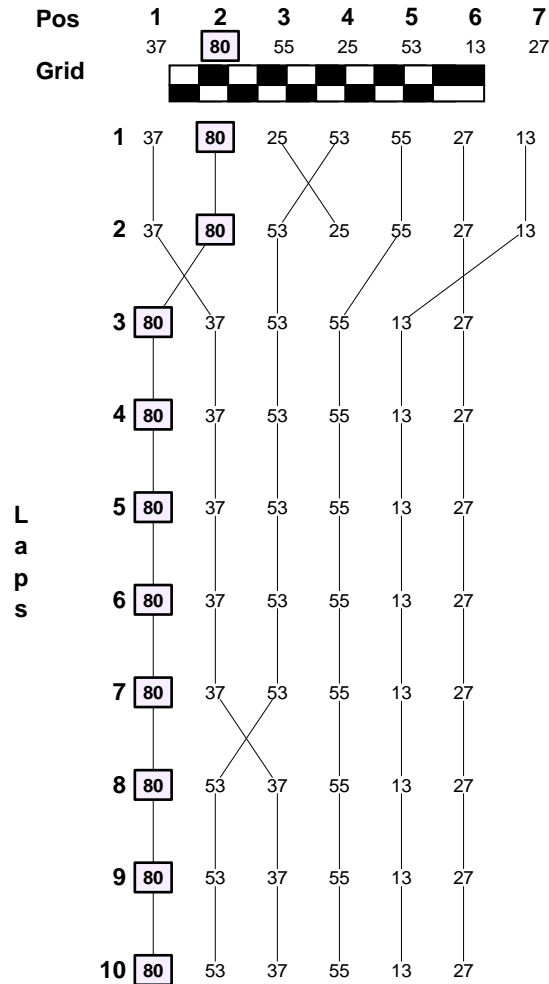 Pos 1 2 3 4 5 6 7
37 80 55 25 53 13 27
Grid
1 37 80 25 53 55 27 13
2 37 80 53 25 55 27 13
3 80 37 53 55 13 27
4 80 37 53 55 13 27
5 80 37 53 55 13 27
L
a
p
s
6 80 37 53 55 13 27
7 80 37 53 55 13 27
8 80 53 37 55 13 27
9 80 53 37 55 13 27
10 80 53 37 55 13 27